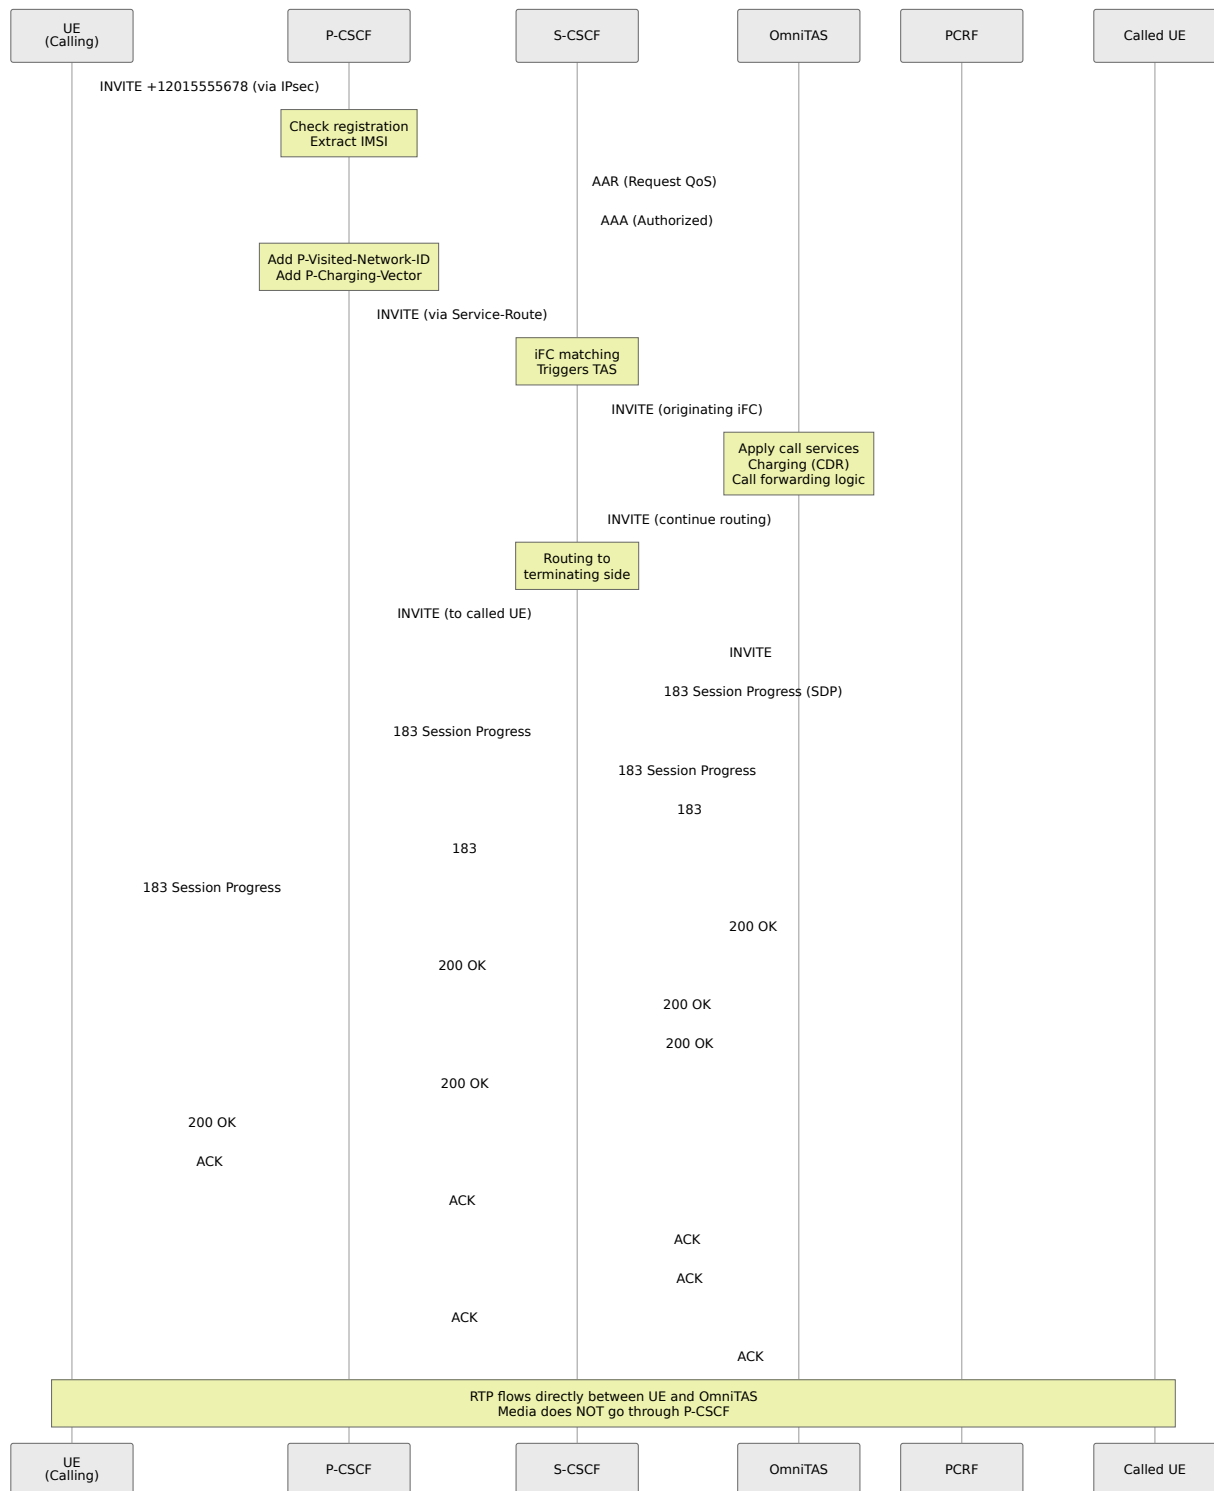 UE
(Calling)
P-CSCF
S-CSCF
OmniTAS
PCRF
Called UE
INVITE +12015555678 (via IPsec)
Check registration
Extract IMSI
AAR (Request QoS)
AAA (Authorized)
Add P-Visited-Network-ID
Add P-Charging-Vector
INVITE (via Service-Route)
iFC matching
Triggers TAS
INVITE (originating iFC)
Apply call services
Charging (CDR)
Call forwarding logic
INVITE (continue routing)
Routing to
terminating side
INVITE (to called UE)
INVITE
183 Session Progress (SDP)
183 Session Progress
183 Session Progress
183
183
183 Session Progress
200 OK
200 OK
200 OK
200 OK
200 OK
200 OK
ACK
ACK
ACK
ACK
ACK
ACK
RTP flows directly between UE and OmniTAS
Media does NOT go through P-CSCF
UE
(Calling)
P-CSCF
S-CSCF
OmniTAS
PCRF
Called UE